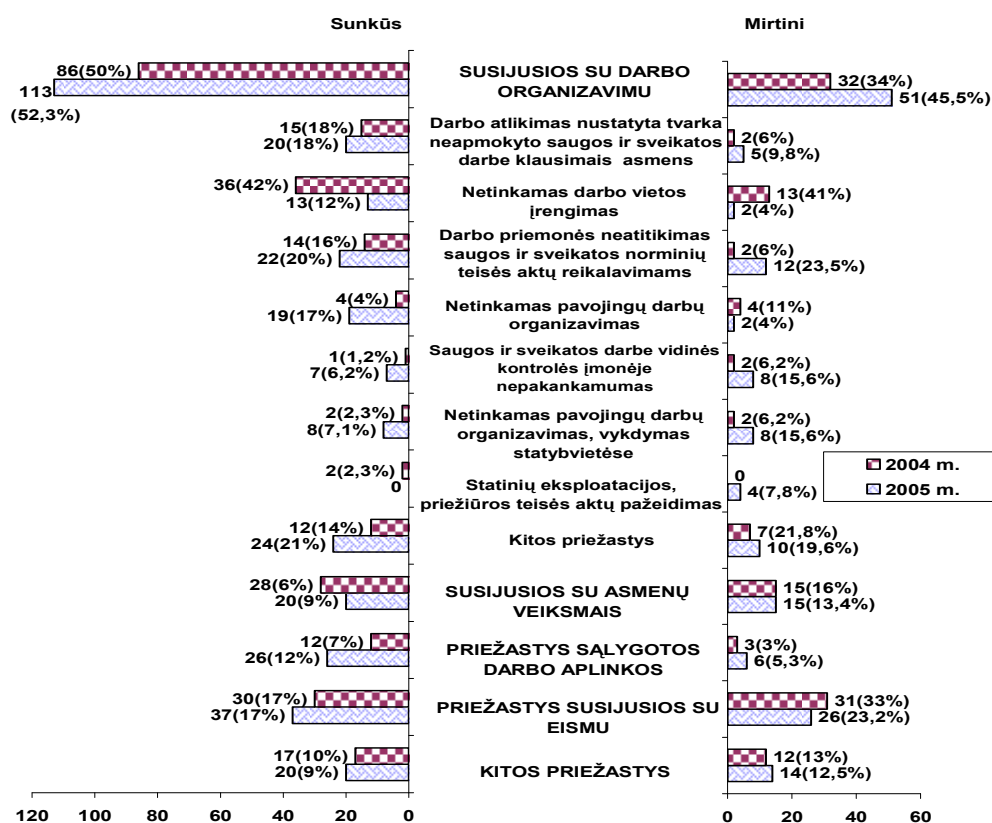 Sunkūs
Mirtini
86(50%)
113
(52,3%)
SUSIJUSIOS SU DARBO
ORGANIZAVIMU
32(34%)
51(45,5%)
15(18%)
20(18%)
Darbo atlikimas nustatyta tvarka
neapmokyto saugos ir sveikatos
darbe klausimais asmens
2(6%)
5(9,8%)
36(42%)
13(12%)
Netinkamas darbo vietos
įrengimas
13(41%)
2(4%)
14(16%)
22(20%)
Darbo priemonės neatitikimas
saugos ir sveikatos norminių
teisės aktų reikalavimams
2(6%)
12(23,5%)
4(4%)
19(17%)
Netinkamas pavojingų darbų
organizavimas
4(11%)
2(4%)
1(1,2%)
7(6,2%)
Saugos ir sveikatos darbe vidinės
kontrolės įmonėje
nepakankamumas
2(6,2%)
8(15,6%)
2(2,3%)
8(7,1%)
Netinkamas pavojingų darbų
organizavimas, vykdymas
statybvietėse
2(6,2%)
8(15,6%)
2(2,3%)
0
Statinių eksploatacijos,
priežiūros teisės aktų pažeidimas
0
4(7,8%)
2004 m.
2005 m.
12(14%)
24(21%)
Kitos priežastys
7(21,8%)
10(19,6%)
28(6%)
20(9%)
SUSIJUSIOS SU ASMENŲ
VEIKSMAIS
15(16%)
15(13,4%)
12(7%)
26(12%)
PRIEŽASTYS SĄLYGOTOS
DARBO APLINKOS
3(3%)
6(5,3%)
30(17%)
37(17%)
PRIEŽASTYS SUSIJUSIOS SU
EISMU
31(33%)
26(23,2%)
17(10%)
20(9%)
KITOS PRIEŽASTYS
12(13%)
14(12,5%)
120 100 80 60 40 20 0
0 20 40 60